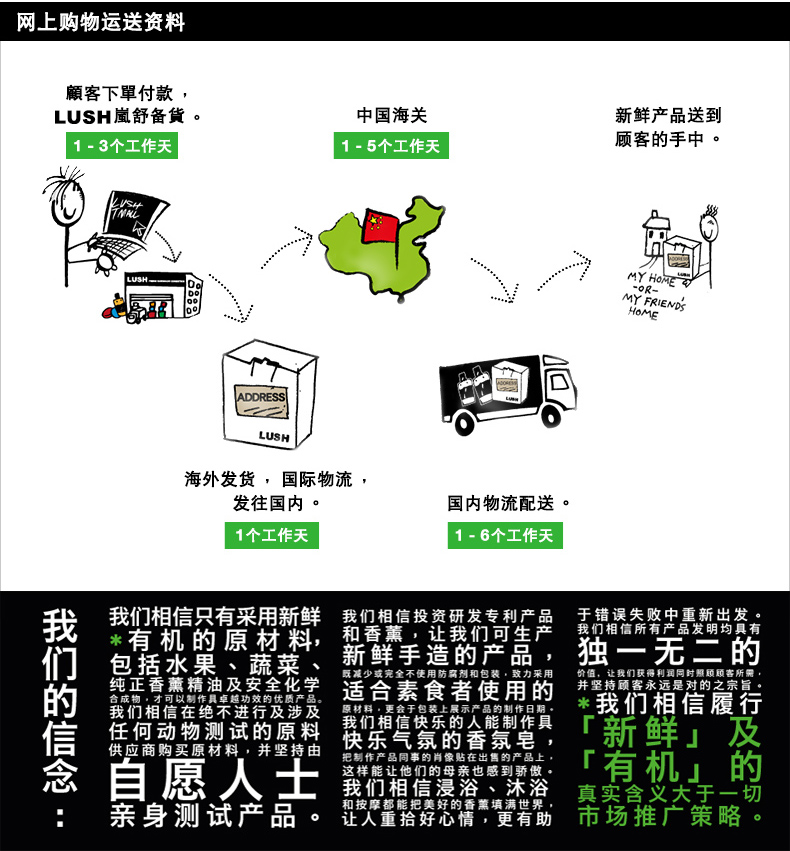 网上购物运送资料
顧客下單付款，
LUSH嵐舒备貨。
1 - 3个工作天
中国海关
1 - 5个工作天
新鲜产品送到
顾客的手中。
LUSH
TMALL
LUSH
ADDRESS
LUSH
海外发货，国际物流，
发往国内。
1个工作天
ADDRESS
LUSH
国内物流配送。
1 - 6个工作天
ADDRESS
LUSH
MY HOME
-OR-
MY FRIEND'S
HOME
我们的信念：
我们相信只有采用新鲜
*有机的原材料，
包括水果、蔬菜、
纯正香薰精油及安全化学
合成物，才可以制作具卓越功效的优质产品。
我们相信在绝不进行及涉及
任何动物测试的原料
供应商购买原材料，并坚持由
自愿人士
亲身测试产品。
我们相信投资研发专利产品
和香薰，让我们可生产
新鲜手造的产品，
既减少或完全不使用防腐剂和包装，致力采用
适合素食者使用的
原材料，更会于包装上展示产品的制作日期。
我们相信快乐的人能制作具
快乐气氛的香氛皂，
把制作产品同事的肖像贴在出售的产品上，
这样能让他们的母亲也感到骄傲。
我们相信浸浴、沐浴
和按摩都能把美好的香薰填满世界，
让人重拾好心情，更有助
于错误失败中重新出发。
我们相信所有产品发明均具有
独一无二的
价值，让我们获得利润同时照顾顾客所需，
并坚持顾客永远是对的之宗旨。
*我们相信履行
「新鲜」及
「有机」的
真实含义大于一切
市场推广策略。